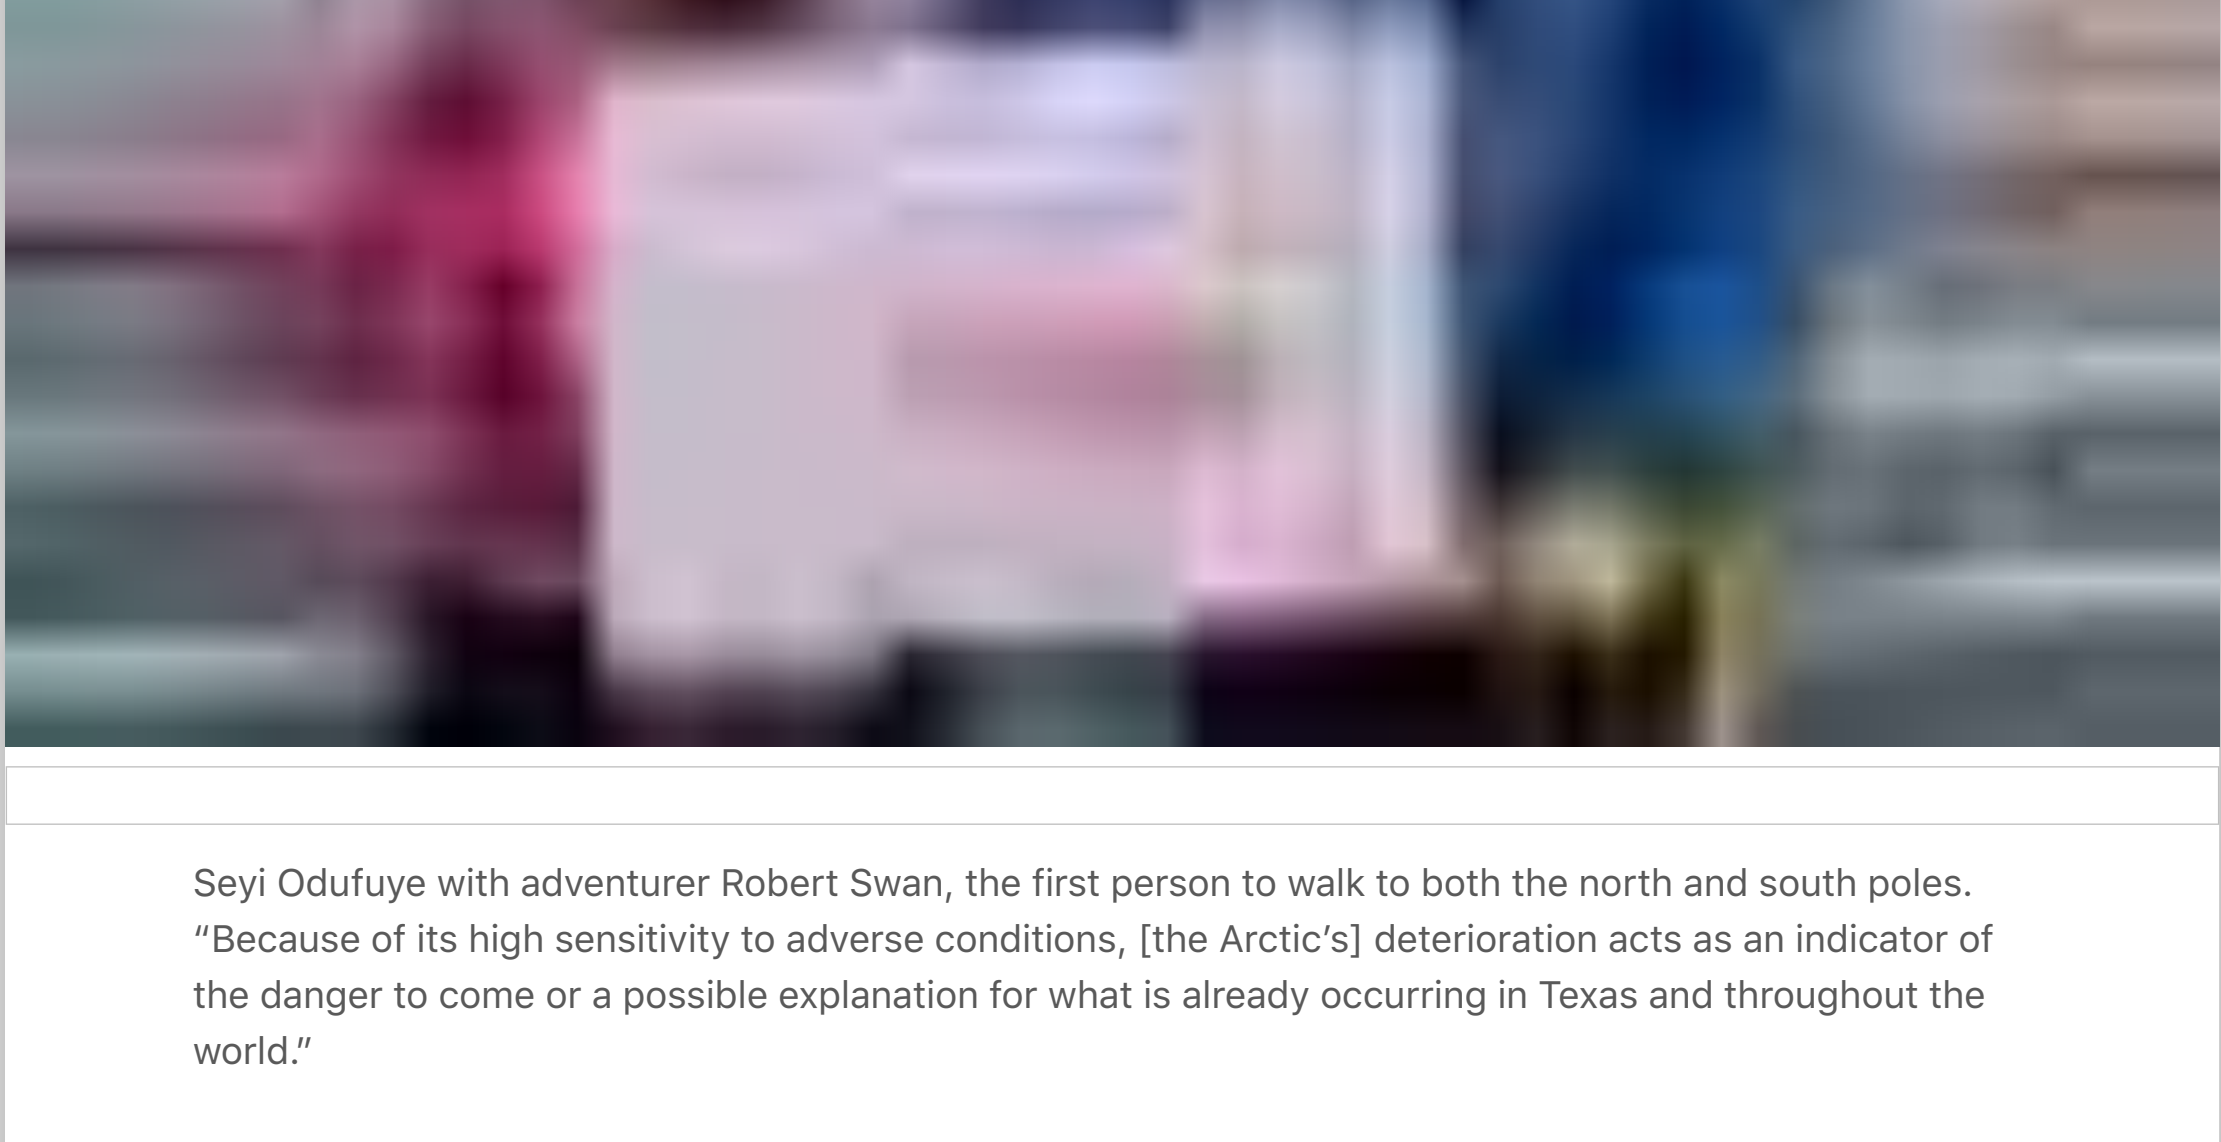 Seyi Odufuye with adventurer Robert Swan, the first person to walk to both the north and south poles.
“Because of its high sensitivity to adverse conditions, [the Arctic’s] deterioration acts as an indicator of
the danger to come or a possible explanation for what is already occurring in Texas and throughout the
world.”